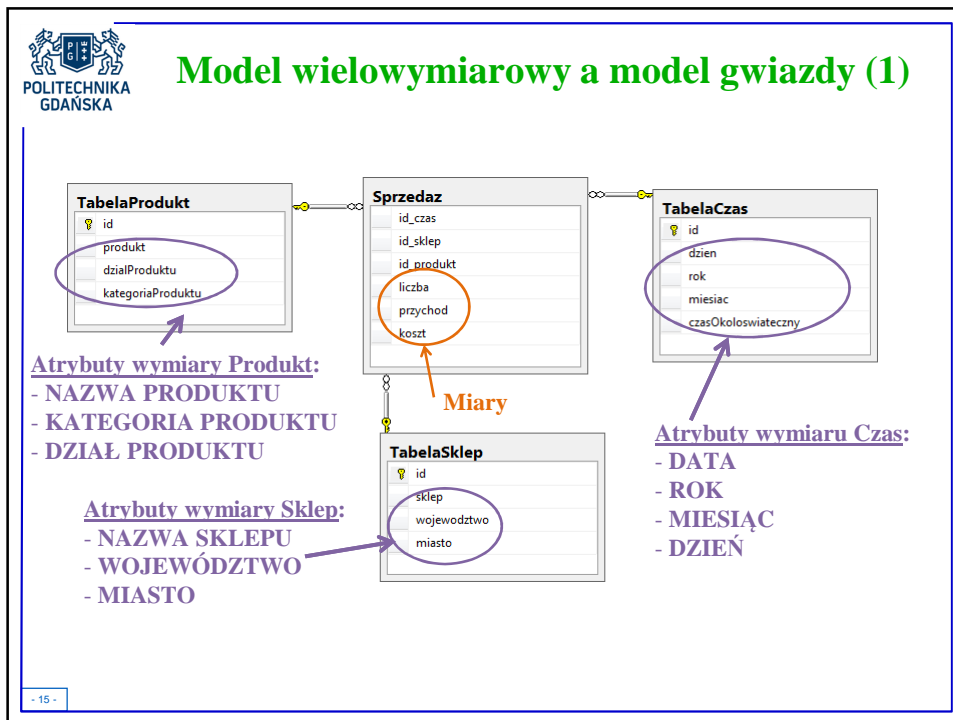 POLITECHNIKA
GDAŃSKA
Model wielowymiarowy a model gwiazdy (1)
TabelaProdukt
id
produkt
dzialProduktu
kategoriaProduktu
Sprzedaz
id_czas
id_sklep
id_produkt
liczba
przychod
koszt
TabelaCzas
id
dzien
rok
miesiac
czasOkoloswiateczny
Atrybuty wymiary Produkt:
- NAZWA PRODUKTU
- KATEGORIA PRODUKTU
- DZIAŁ PRODUKTU
Miary
TabelaSklep
id
sklep
wojewodztwo
miasto
Atrybuty wymiary Sklep:
- NAZWA SKLEPU
- WOJEWÓDZTWO
- MIASTO
Atrybuty wymiaru Czas:
- DATA
- ROK
- MIESIĄC
- DZIEŃ
- 15 -